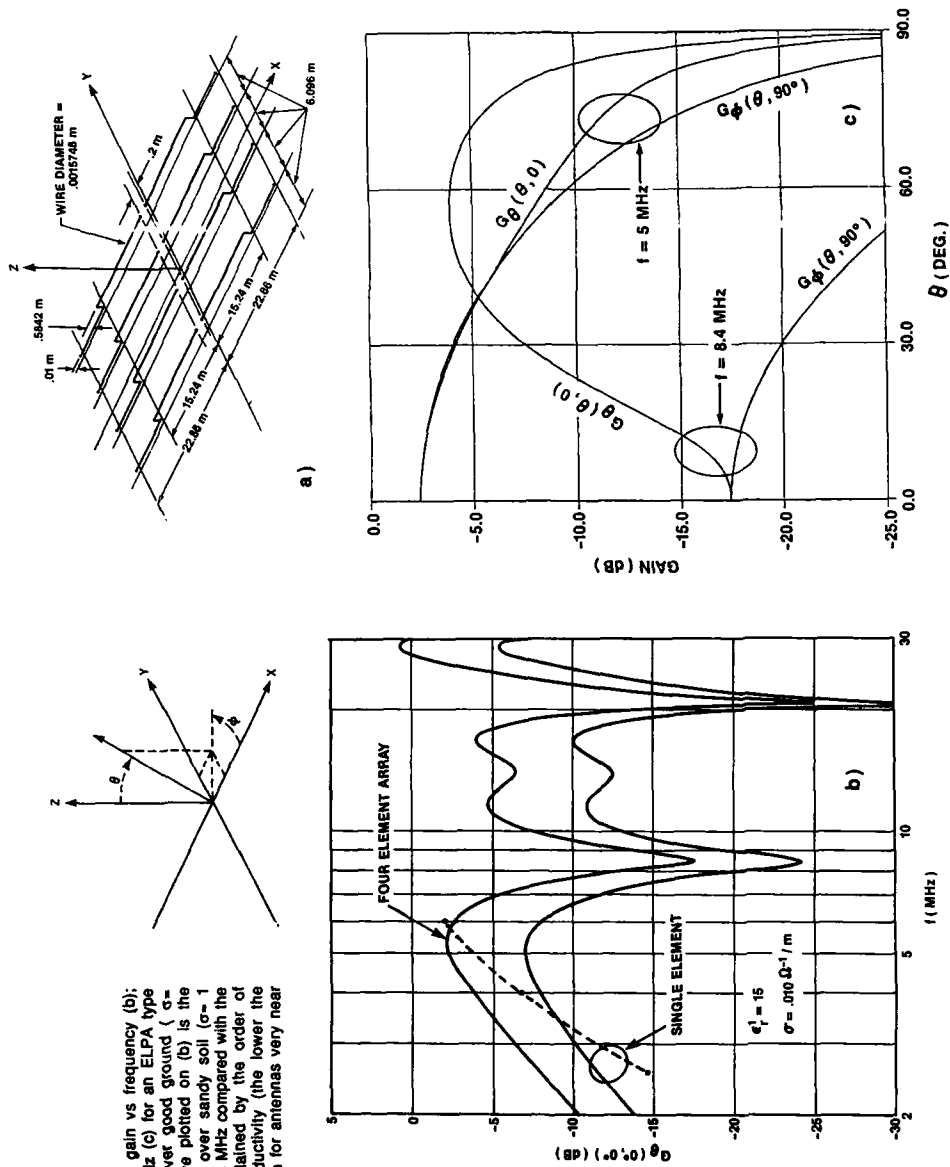 gain vs frequency (b);
lz (c) for an ELPA type
ver good ground ( σ=
e plotted on (b) is the
over sandy soil (σ= 1
MHz compared with the
lained by the order of
ductivity (the lower the
n for antennas very near
Z
Y
X
θ
ϕ
Z
Y
X
WIRE DIAMETER =
.0015748 m
.5842 m
.01 m
.2 m
6.096 m
15.24 m
22.86 m
15.24 m
22.86 m
a )
5
0
-5
-10
-15
-20
-25
-30
Gθ (0°,0°) (dB)
FOUR ELEMENT ARRAY
SINGLE ELEMENT
ε¹r = 15
σ = .010 Ω⁻¹/m
b )
2
5
10
30
f ( MHz )
0.0
-5.0
-10.0
-15.0
-20.0
-25.0
GAIN ( dB )
Gθ (θ,0)
Gθ (θ,0)
Gϕ (θ, 90°)
f = 5 MHz
f = 8.4 MHz
Gϕ (θ, 90°)
c )
0.0
30.0
60.0
90.0
θ ( DEG. )